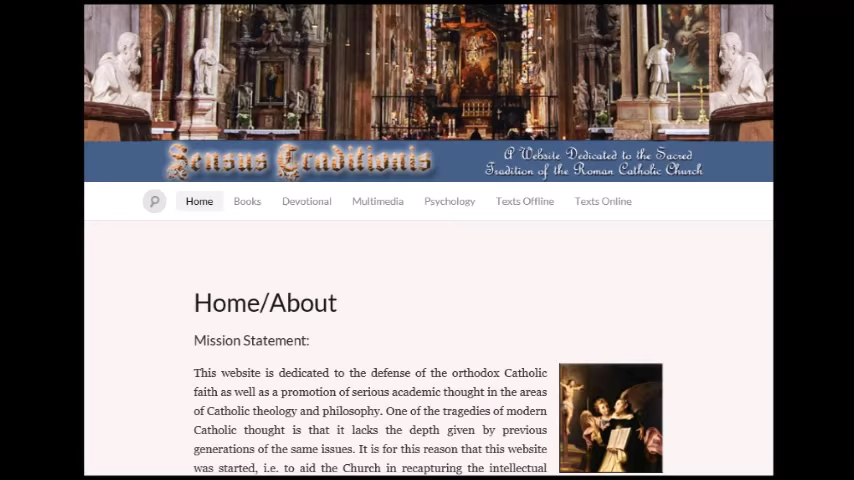 Sensus Traditionis
A Website Dedicated to the Sacred
Tradition of the Roman Catholic Church
Home Books Devotional Multimedia Psychology Texts Offline Texts Online
Home/About
Mission Statement:
This website is dedicated to the defense of the orthodox Catholic
faith as well as a promotion of serious academic thought in the areas
of Catholic theology and philosophy. One of the tragedies of modern
Catholic thought is that it lacks the depth given by previous
generations of the same issues. It is for this reason that this website
was started, i.e. to aid the Church in recapturing the intellectual